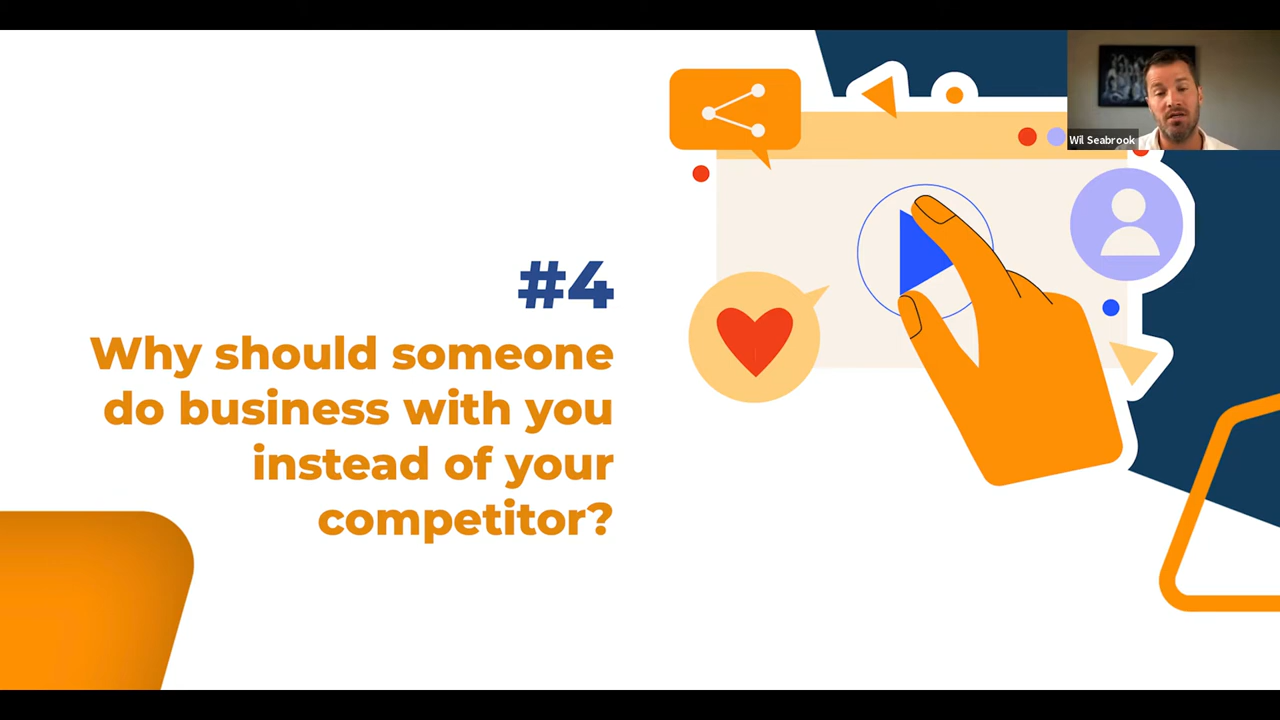 Wil Seabrook
#4
Why should someone
do business with you
instead of your
competitor?